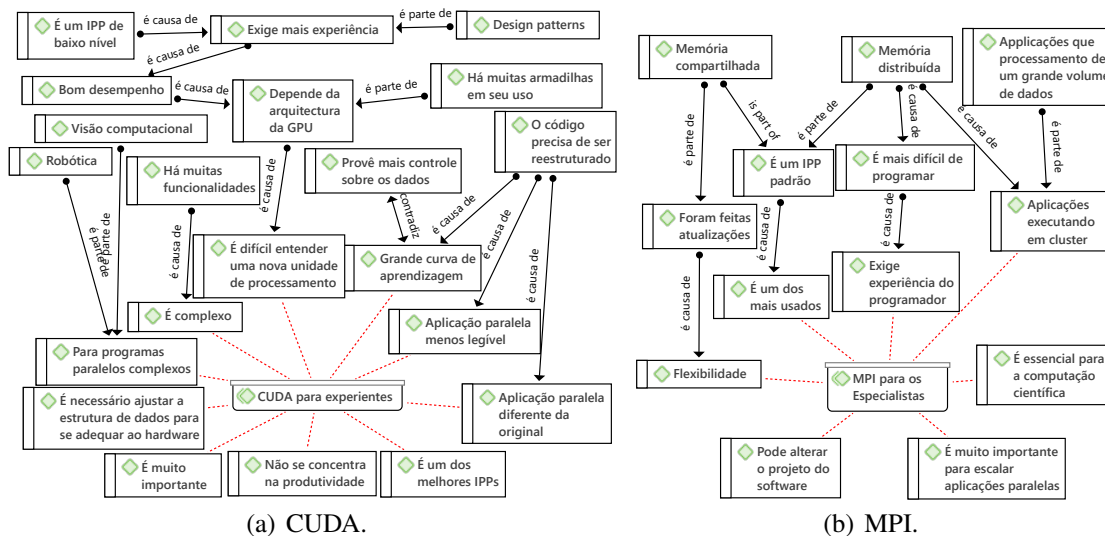 é causa de
é parte de
É um IPP de
baixo nível
Exige mais experiência
Design patterns
é causa de
Bom desempenho
é causa de
Depende da
arquitectura
da GPU
é parte de
Há muitas armadilhas
em seu uso
Visão computacional
O código
precisa de ser
reestruturado
Robótica
Há muitas
funcionalidades
é causa de
Provê mais controle
sobre os dados
contradiz
é causa de
é causa de
é causa de
é parte de
é parte de
é causa de
É difícil entender
uma nova unidade
de processamento
Grande curva de
aprendizagem
É complexo
Aplicação paralela
menos legível
Para programas
paralelos complexos
CUDA para experientes
É necessário ajustar a
estrutura de dados para
se adequar ao hardware
Aplicação paralela
diferente da
original
É muito
importante
Não se concentra
na produtividade
É um dos
melhores IPPs
(a) CUDA.
Memória
compartilhada
Memória
distribuída
Applicações que
processamento de
um grande volume
de dados
é parte de
is part of
é parte de
é causa de
é causa de
é parte de
É um IPP
padrão
É mais difícil de
programar
Foram feitas
atualizações
Aplicações
executando
em cluster
é causa de
é causa de
é causa de
É um dos
mais usados
Exige
experiência do
programador
Flexibilidade
MPI para os
Especialistas
É essencial para
a computação
científica
Pode alterar
o projeto do
software
É muito importante
para escalar
aplicações paralelas
(b) MPI.